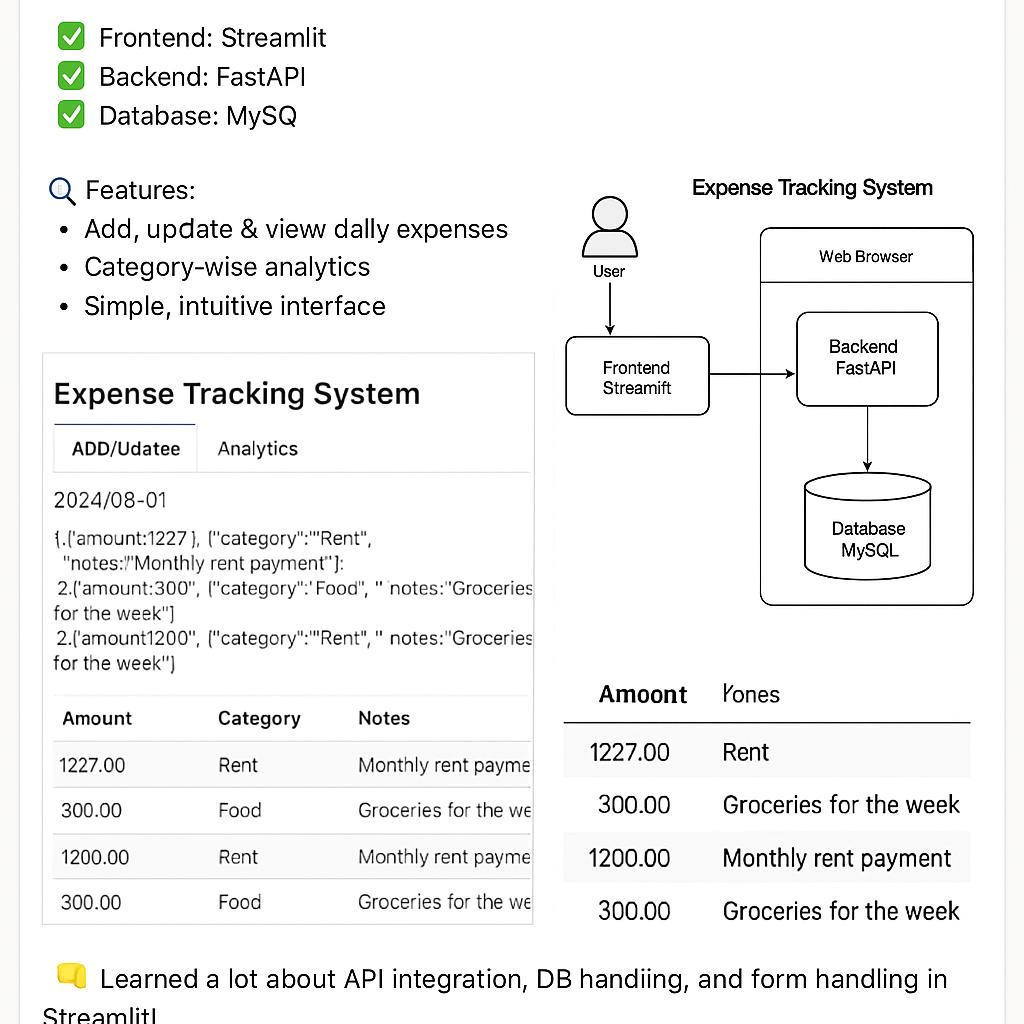 ✅ Frontend: Streamlit
✅ Backend: FastAPI
✅ Database: MySQ
🔍 Features:
• Add, update & view dally expenses
• Category-wise analytics
• Simple, intuitive interface
Expense Tracking System
ADD/Udatee Analytics
2024/08-01
{.('amount:1227 }, ("category":'"Rent",
"notes:"Monthly rent payment"]:
2.('amount:300", ("category":'Food", " notes:"Groceries
for the week"]
2.('amount1200", ("category":'"Rent", " notes:"Groceries
for the week"}
Amount Category Notes
1227.00 Rent Monthly rent payme
300.00 Food Groceries for the we
1200.00 Rent Monthly rent payme
300.00 Food Groceries for the we
Expense Tracking System
User
Web Browser
Frontend
Streamift
Backend
FastAPI
Database
MySQL
Amoont Yones
1227.00 Rent
300.00 Groceries for the week
1200.00 Monthly rent payment
300.00 Groceries for the week
Learned a lot about API integration, DB handiing, and form handling in
Streamlit!